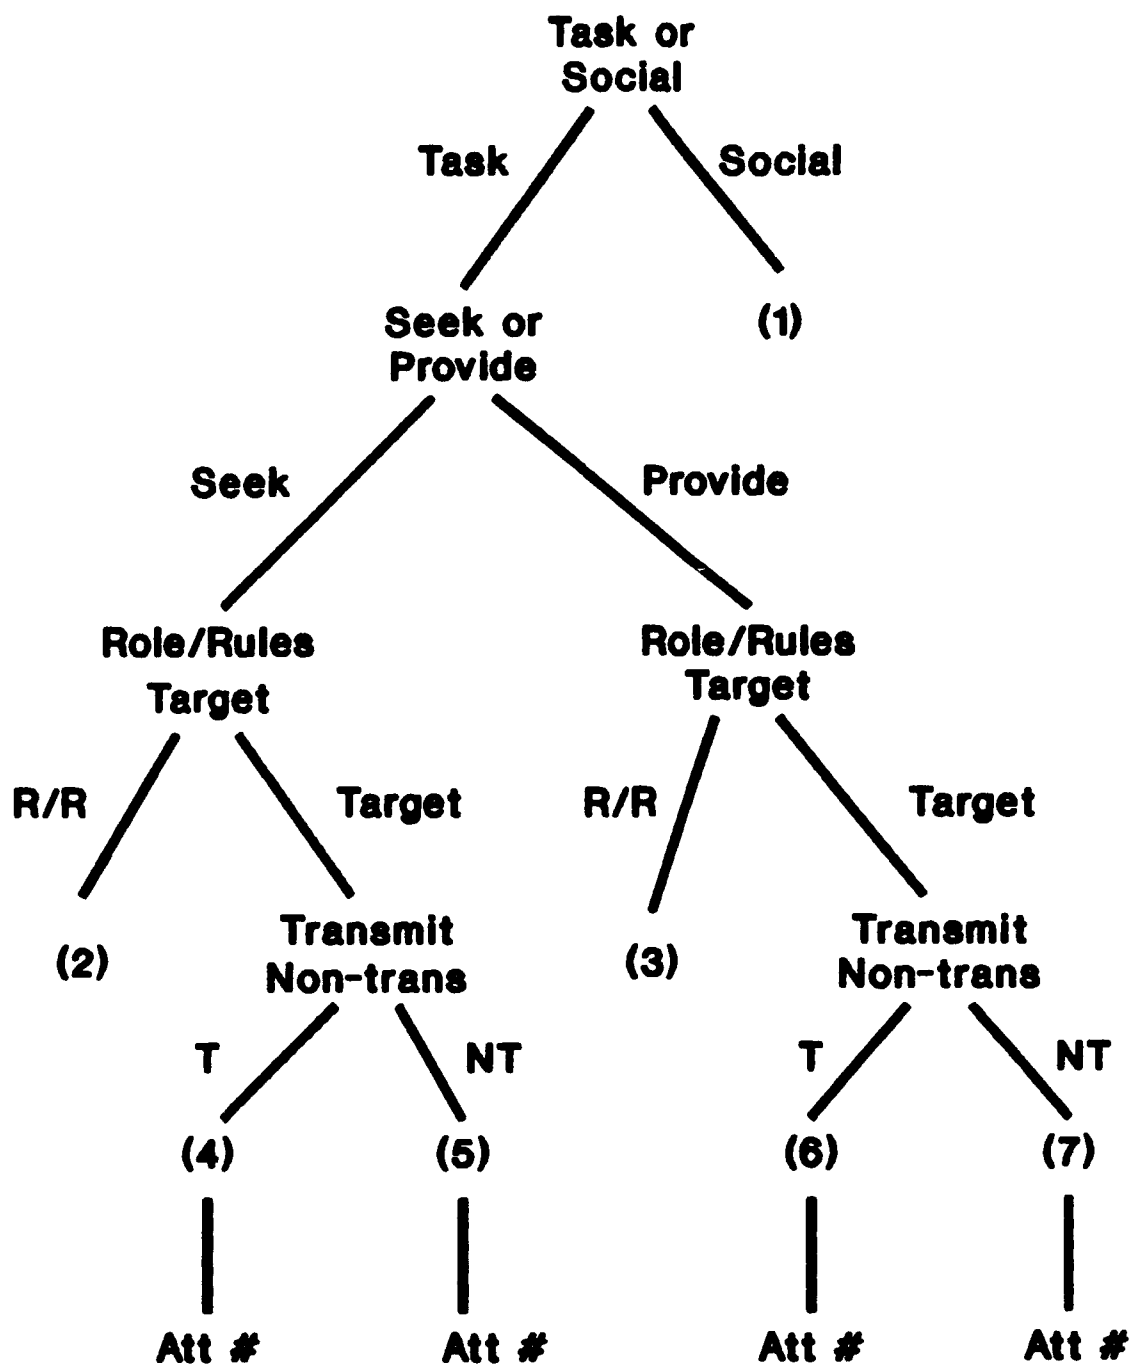 Task or
Social
Task
Social
Seek or
Provide
(1)
Seek
Provide
Role/Rules
Target
Role/Rules
Target
R/R
Target
R/R
Target
(2)
Transmit
Non-trans
(3)
Transmit
Non-trans
T
NT
T
NT
(4)
(5)
(6)
(7)
Att #
Att #
Att #
Att #